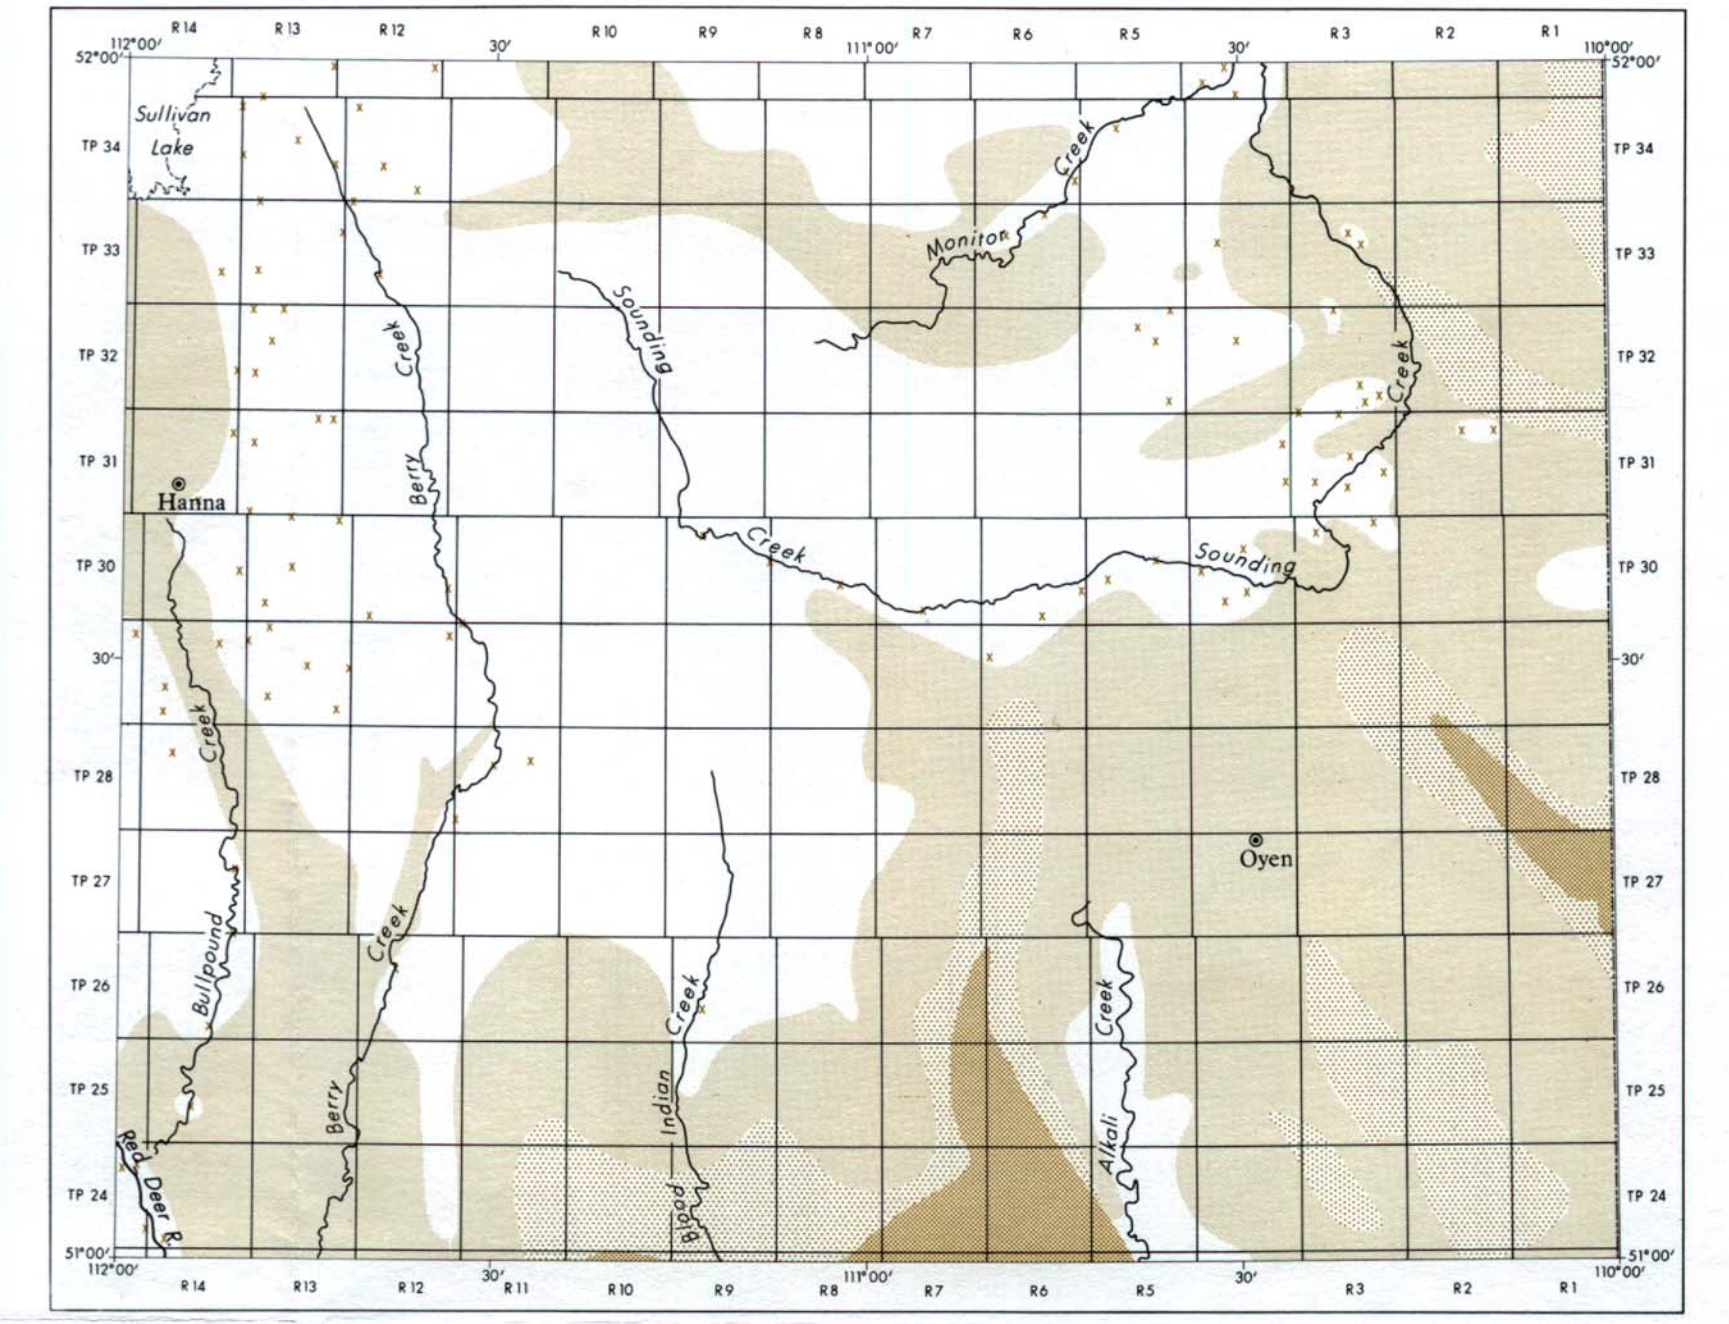 R 14 R 13 R 12 R 10 R 9 R 8 R 7 R 6 R 5 R 3 R 2 R 1
112°00′ 30′ 111°00′ 30′ 110°00′
52°00′ 52°00′
Sullivan
Lake
Creek
TP 34 TP 34
Monitor
TP 33 TP 33
Sounding
Creek
Creek
TP 32 TP 32
Berry
TP 31 TP 31
Hanna
Creek
Sounding
TP 30 TP 30
30′ 30′
Creek
TP 28 TP 28
Oyen
TP 27 TP 27
Creek
Bullpound
Creek
Creek
TP 26 TP 26
Berry
Indian
TP 25 TP 25
Alkali
Red Deer R.
Blood
TP 24 TP 24
51°00′ 51°00′
112°00′ 30′ 111°00′ 30′ 110°00′
R 14 R 13 R 12 R 11 R 10 R 9 R 8 R 7 R 6 R 5 R 3 R 2 R 1